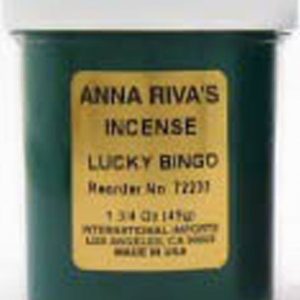 ANNA RIVA'S
INCENSE
LUCKY BINGO
Reorder No.
1 3/4 Oz (49g)
INTERNATIONAL IMPORTS
LOS ANGELES, CA
MADE IN USA